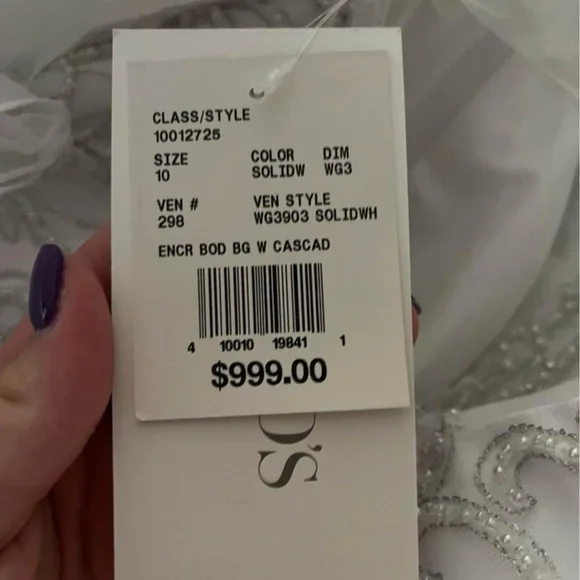 CLASS/STYLE
10012725
SIZE COLOR DIM
10 SOLIDW WG3
VEN # VEN STYLE
298 WG3903 SOLIDWH
ENCR BOD BG W CASCAD
4 10010 19841 1
$999.00
D'S